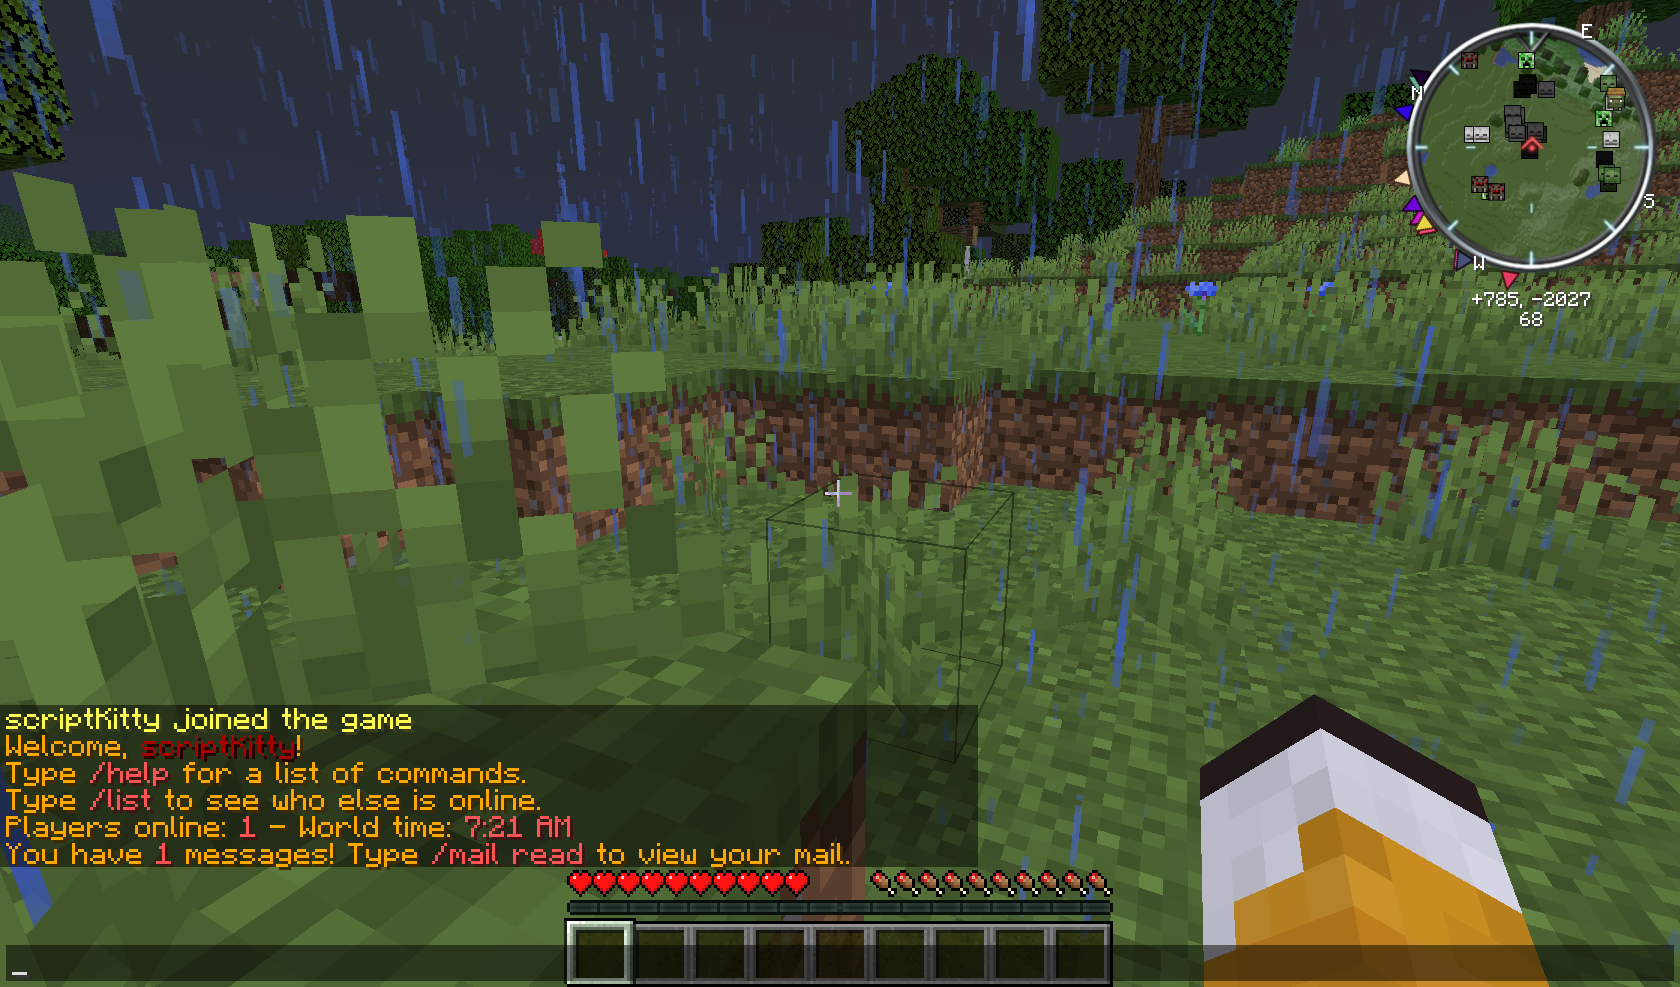 E
N
S
W
+785, -2027
68
scriptKitty joined the game
Welcome, scriptKitty!
Type /help for a list of commands.
Type /list to see who else is online.
Players online: 1 - World time: 7:21 AM
You have 1 messages! Type /mail read to view your mail.
_